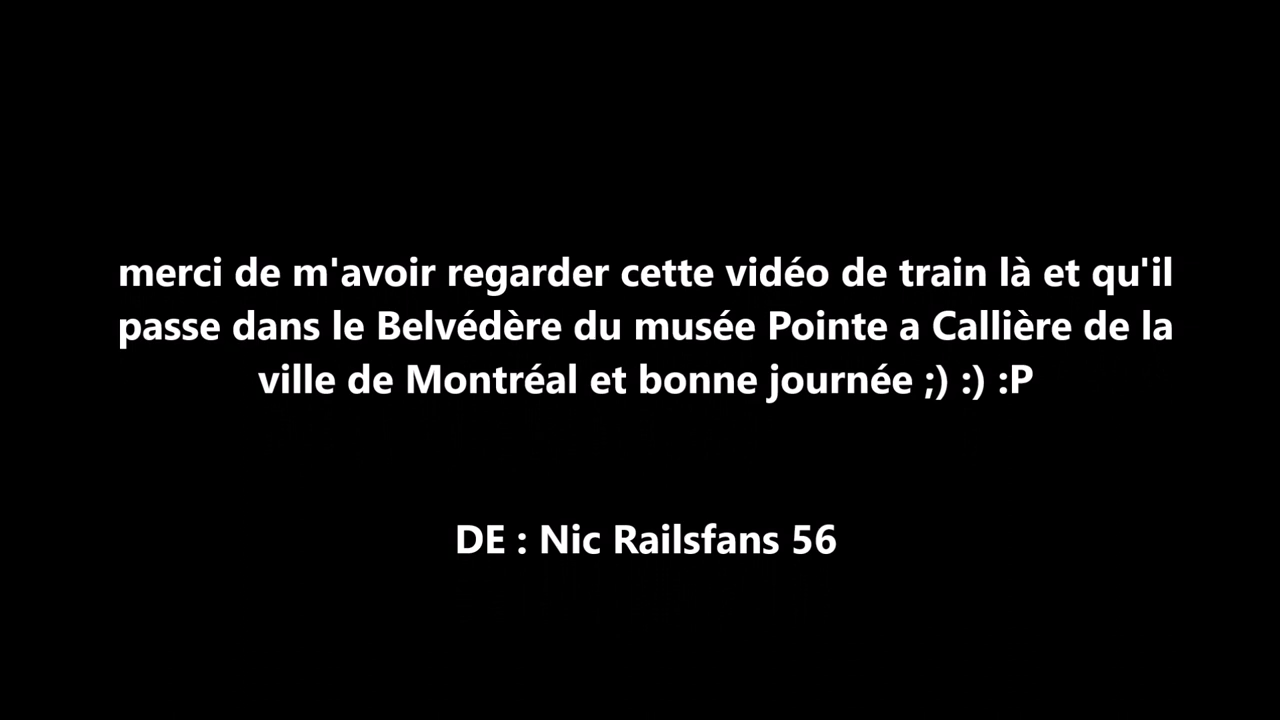 merci de m'avoir regarder cette vidéo de train là et qu'il
passe dans le Belvédère du musée Pointe a Callière de la
ville de Montréal et bonne journée ;) :) :P
DE : Nic Railsfans 56